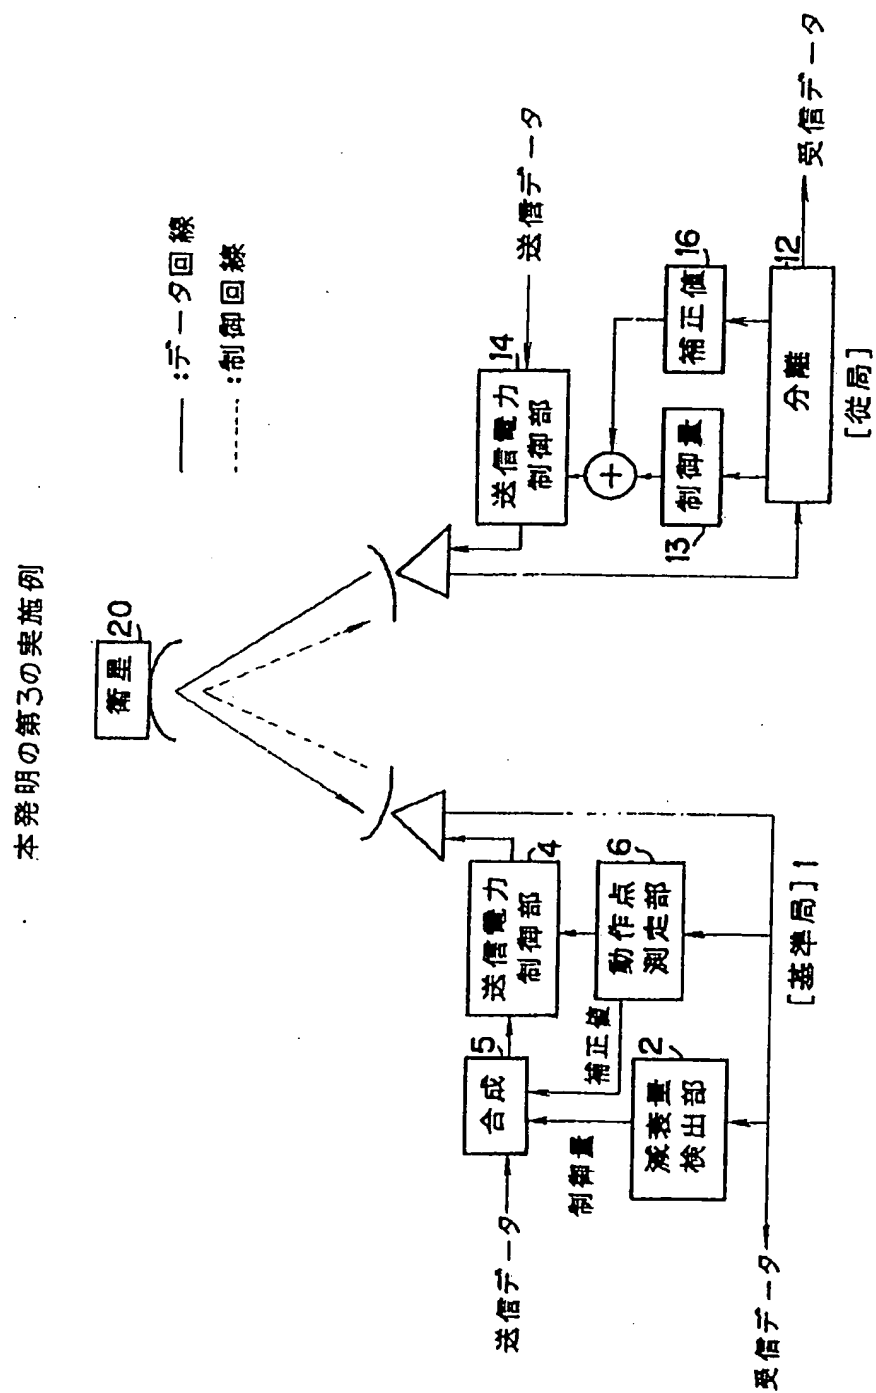 本発明の第3の実施例
——:データ回線
-----:制御回線
衛星
20
送信データ
合成
5
送信電力
制御部
4
制御量
補正値
動作点
測定部
6
減衰量
検出部
2
受信データ
[基準局]1
送信電力
制御部
14
送信データ
+
制御量
13
補正値
16
分離
12
受信データ
[従局]